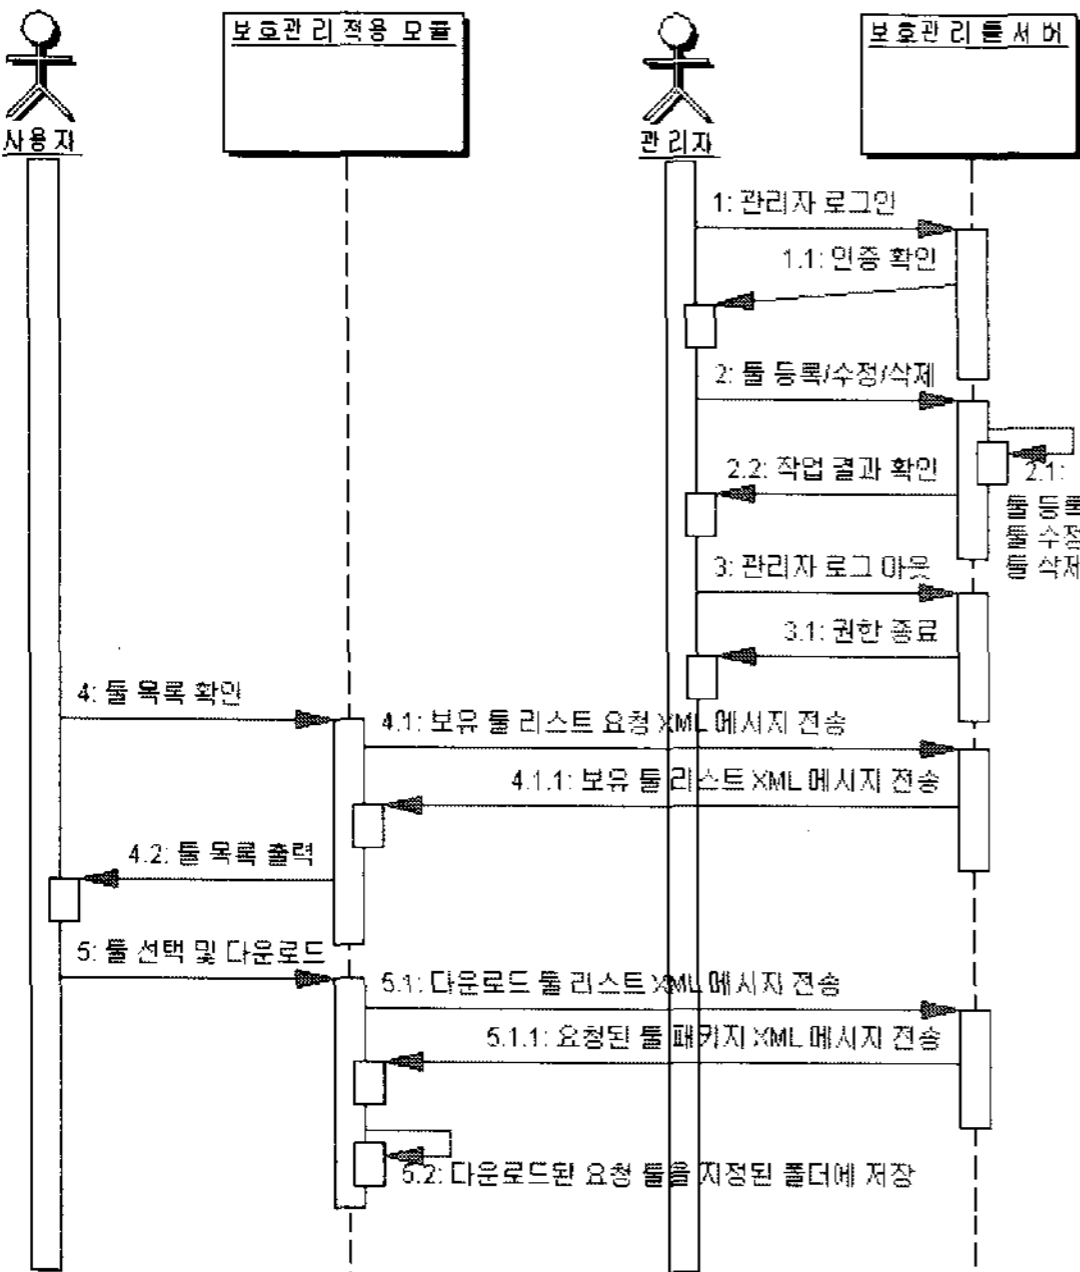 보호관리적용 모듈
보호관리툴서버
사용자
관리자
1: 관리자 로그인
1.1: 인증 확인
2: 툴 등록/수정/삭제
2.1:
2.2: 작업 결과 확인
툴 등록
툴 수정
툴 삭제
3: 관리자 로그 아웃
3.1: 권한 종료
4: 툴 목록 확인
4.1: 보유 툴 리스트 요청 XML 메시지 전송
4.1.1: 보유 툴 리스트 XML 메시지 전송
4.2: 툴 목록 출력
5: 툴 선택 및 다운로드
5.1: 다운로드 툴 리스트 XML 메시지 전송
5.1.1: 요청된 툴 패키지 XML 메시지 전송
5.2: 다운로드된 요청 툴을 지정된 폴더에 저장